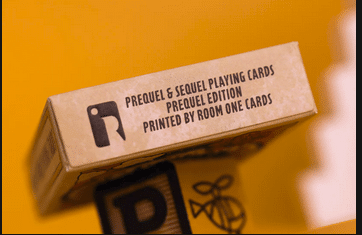 R
PREQUEL & SEQUEL PLAYING CARDS
PREQUEL EDITION
PRINTED BY ROOM ONE CARDS
P